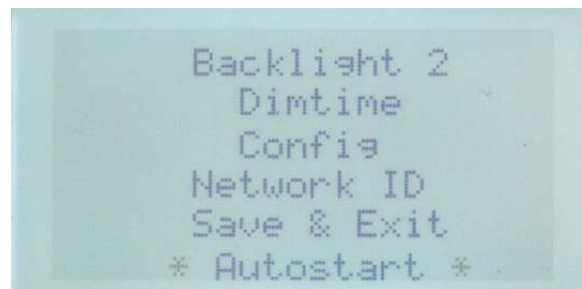 Backlight 2
Dimtime
Config
Network ID
Save & Exit
* Autostart *